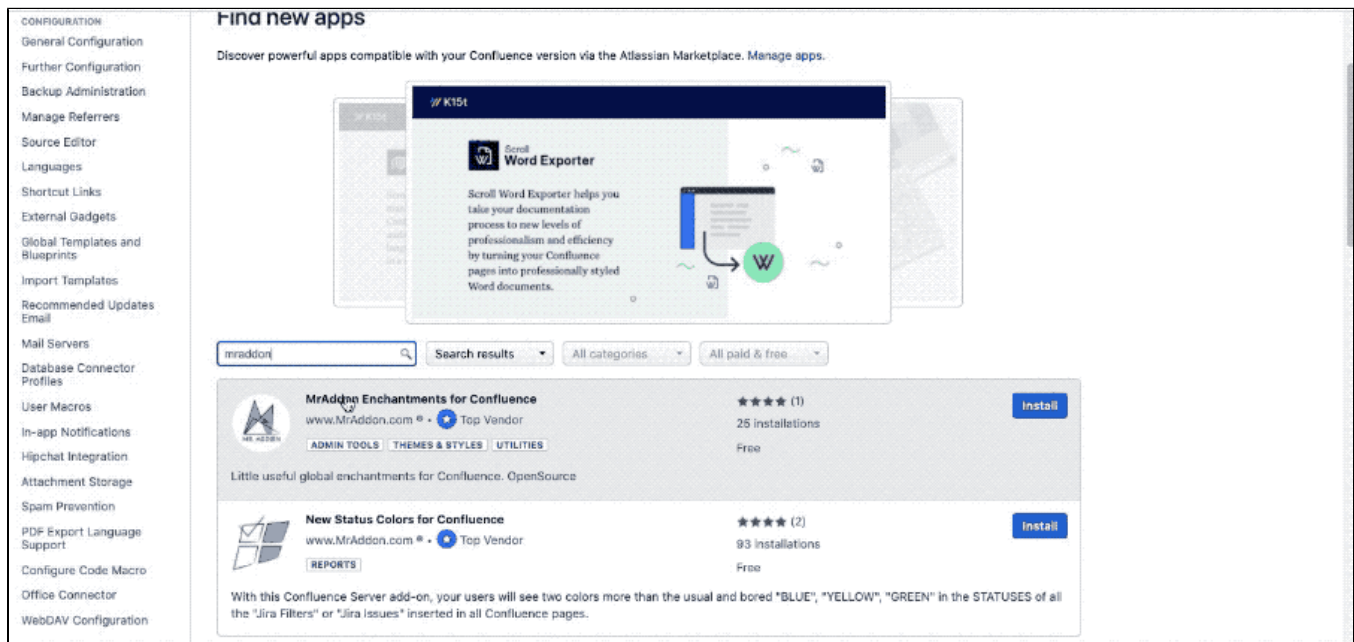 CONFIGURATION
General Configuration
Further Configuration
Backup Administration
Manage Referrers
Source Editor
Languages
Shortcut Links
External Gadgets
Global Templates and
Blueprints
Import Templates
Recommended Updates
Email
Mail Servers
Database Connector
Profiles
User Macros
In-app Notifications
Hipchat Integration
Attachment Storage
Spam Prevention
PDF Export Language
Support
Configure Code Macro
Office Connector
WebDAV Configuration
Find new apps
Discover powerful apps compatible with your Confluence version via the Atlassian Marketplace. Manage apps.
K15t
Scroll
Word Exporter
Scroll Word Exporter helps you
take your documentation
process to new levels of
professionalism and efficiency
by turning your Confluence
pages into professionally styled
Word documents.
mraddon
Search results
All categories
All paid & free
MrAddon Enchantments for Confluence
www.MrAddon.com • Top Vendor
ADMIN TOOLS THEMES & STYLES UTILITIES
Little useful global enchantments for Confluence. OpenSource
(1)
25 installations
Free
Install
MR. ADDON
New Status Colors for Confluence
www.MrAddon.com • Top Vendor
REPORTS
(2)
93 installations
Free
Install
With this Confluence Server add-on, your users will see two colors more than the usual and bored "BLUE", "YELLOW", "GREEN" in the STATUSES of all
the "Jira Filters" or "Jira Issues" inserted in all Confluence pages.